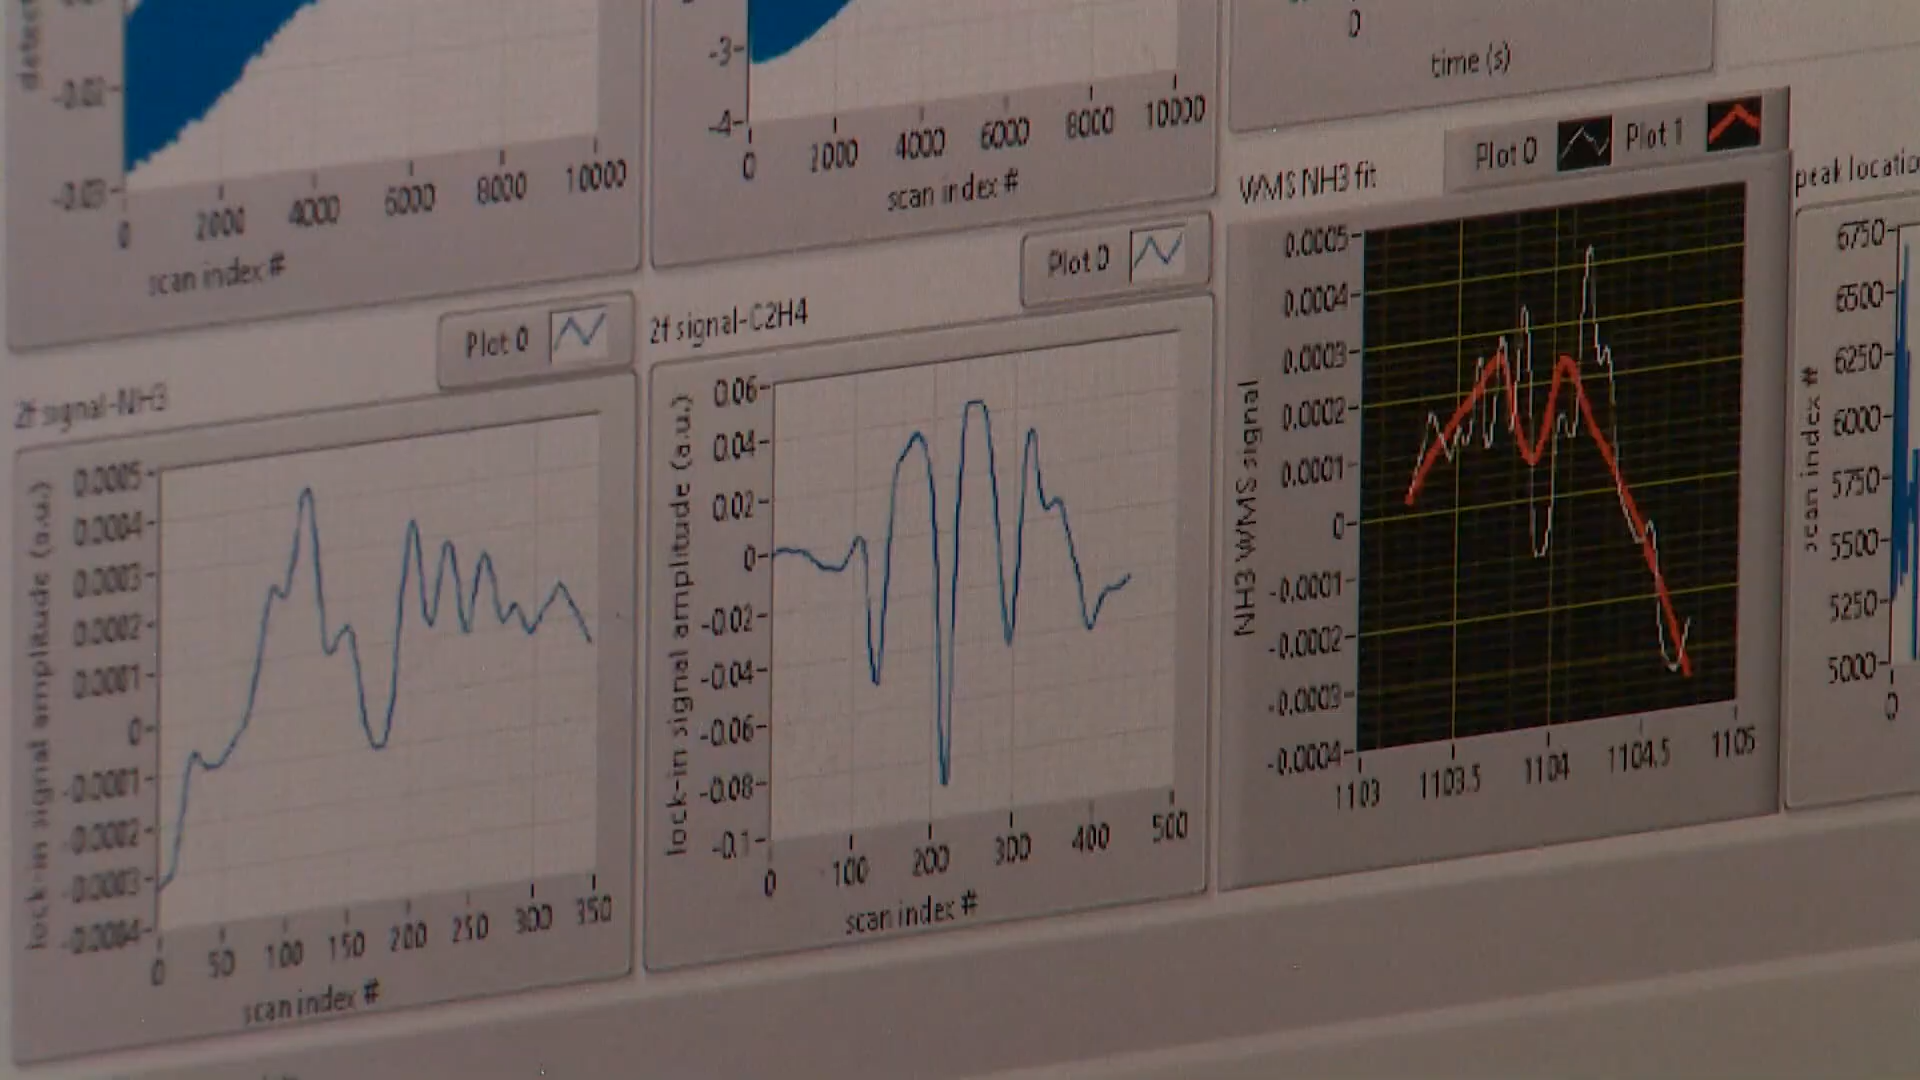 detect
-0.02
-0.03
0 2000 4000 6000 8000 10000
scan index #
-3
-4
0 2000 4000 6000 8000 10000
scan index #
0
time (s)
Plot 0
2f signal-NH3
lock-in signal amplitude (a.u.)
0.0005
0.0004
0.0003
0.0002
0.0001
0
-0.0001
-0.0002
-0.0003
-0.0004
0 50 100 150 200 250 300 350
scan index #
Plot 0
2f signal-C2H4
lock-in signal amplitude (a.u.)
0.06
0.04
0.02
0
-0.02
-0.04
-0.06
-0.08
-0.1
0 100 200 300 400 500
scan index #
Plot 0 Plot 1
WMS NH3 fit
NH3 WMS signal
0.0005
0.0004
0.0003
0.0002
0.0001
0
-0.0001
-0.0002
-0.0003
-0.0004
1103 1103.5 1104 1104.5 1105
peak locatio
scan index #
6750
6500
6250
6000
5750
5500
5250
5000
0